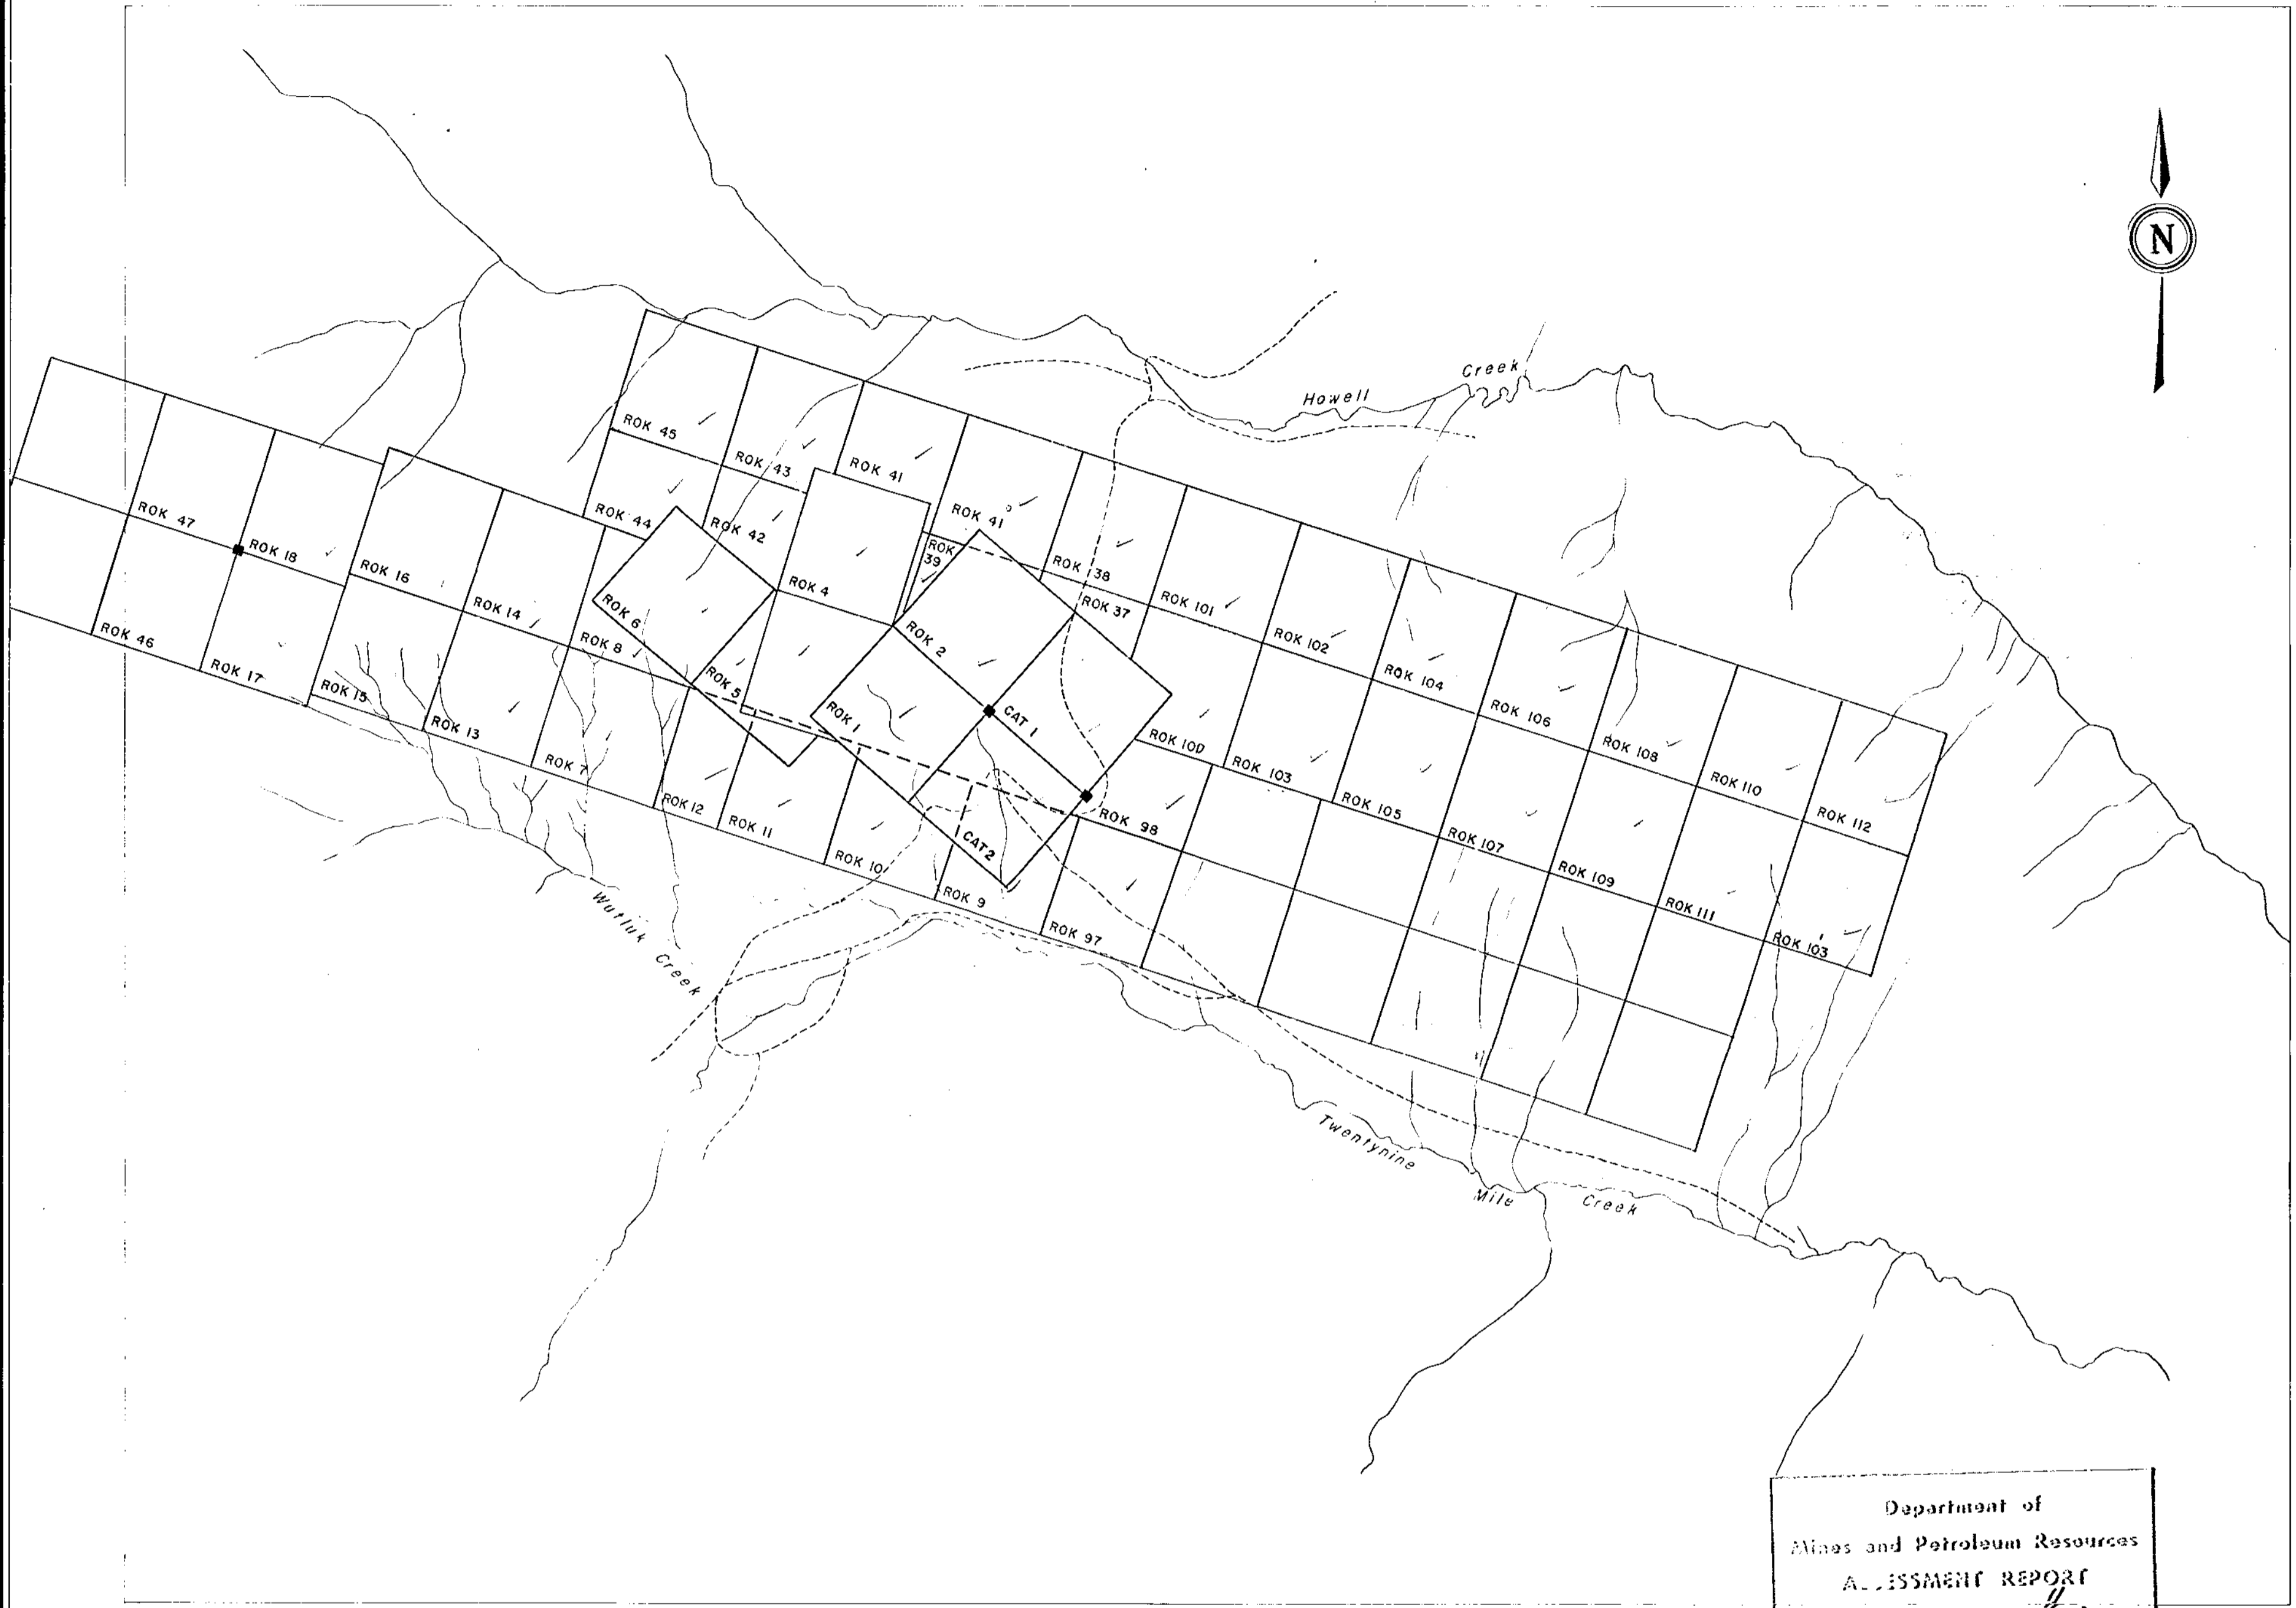 N
Howell
Creek
ROK 45
ROK 43
ROK 41
ROK 44
ROK 42
ROK 41
ROK
39
ROK 38
ROK 47
ROK 18
ROK 16
ROK 14
ROK 8
ROK 6
ROK 4
ROK 2
ROK 37
ROK 101
ROK 102
ROK 104
ROK 106
ROK 108
ROK 110
ROK 112
ROK 46
ROK 17
ROK 15
ROK 13
ROK 7
ROK 5
ROK 1
CAT 1
ROK 100
ROK 103
ROK 105
ROK 107
ROK 109
ROK 111
ROK 103
ROK 12
ROK 11
ROK 10
ROK 9
CAT 2
ROK 98
ROK 97
Wutluk Creek
Twentynine
Mile
Creek
Department of
Mines and Petroleum Resources
REPORT